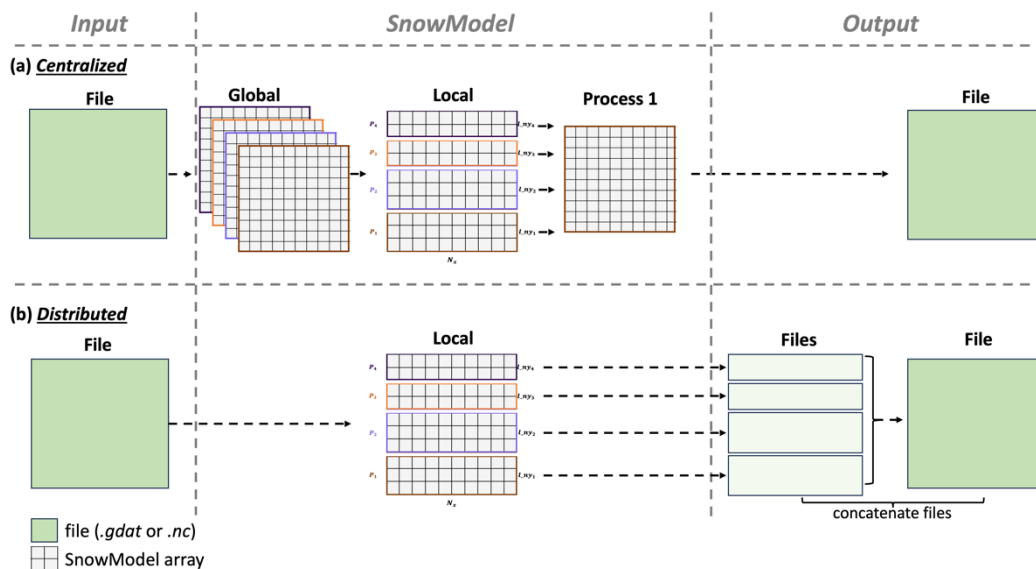 Input
SnowModel
Output
(a) Centralized
File
Global
Local
Process 1
File
P₄
l_ny₄
P₃
l_ny₃
P₂
l_ny₂
P₁
l_ny₁
Nₓ
(b) Distributed
File
Local
Files
File
P₄
l_ny₄
P₃
l_ny₃
P₂
l_ny₂
P₁
l_ny₁
Nₓ
concatenate files
file (.gdat or .nc)
SnowModel array